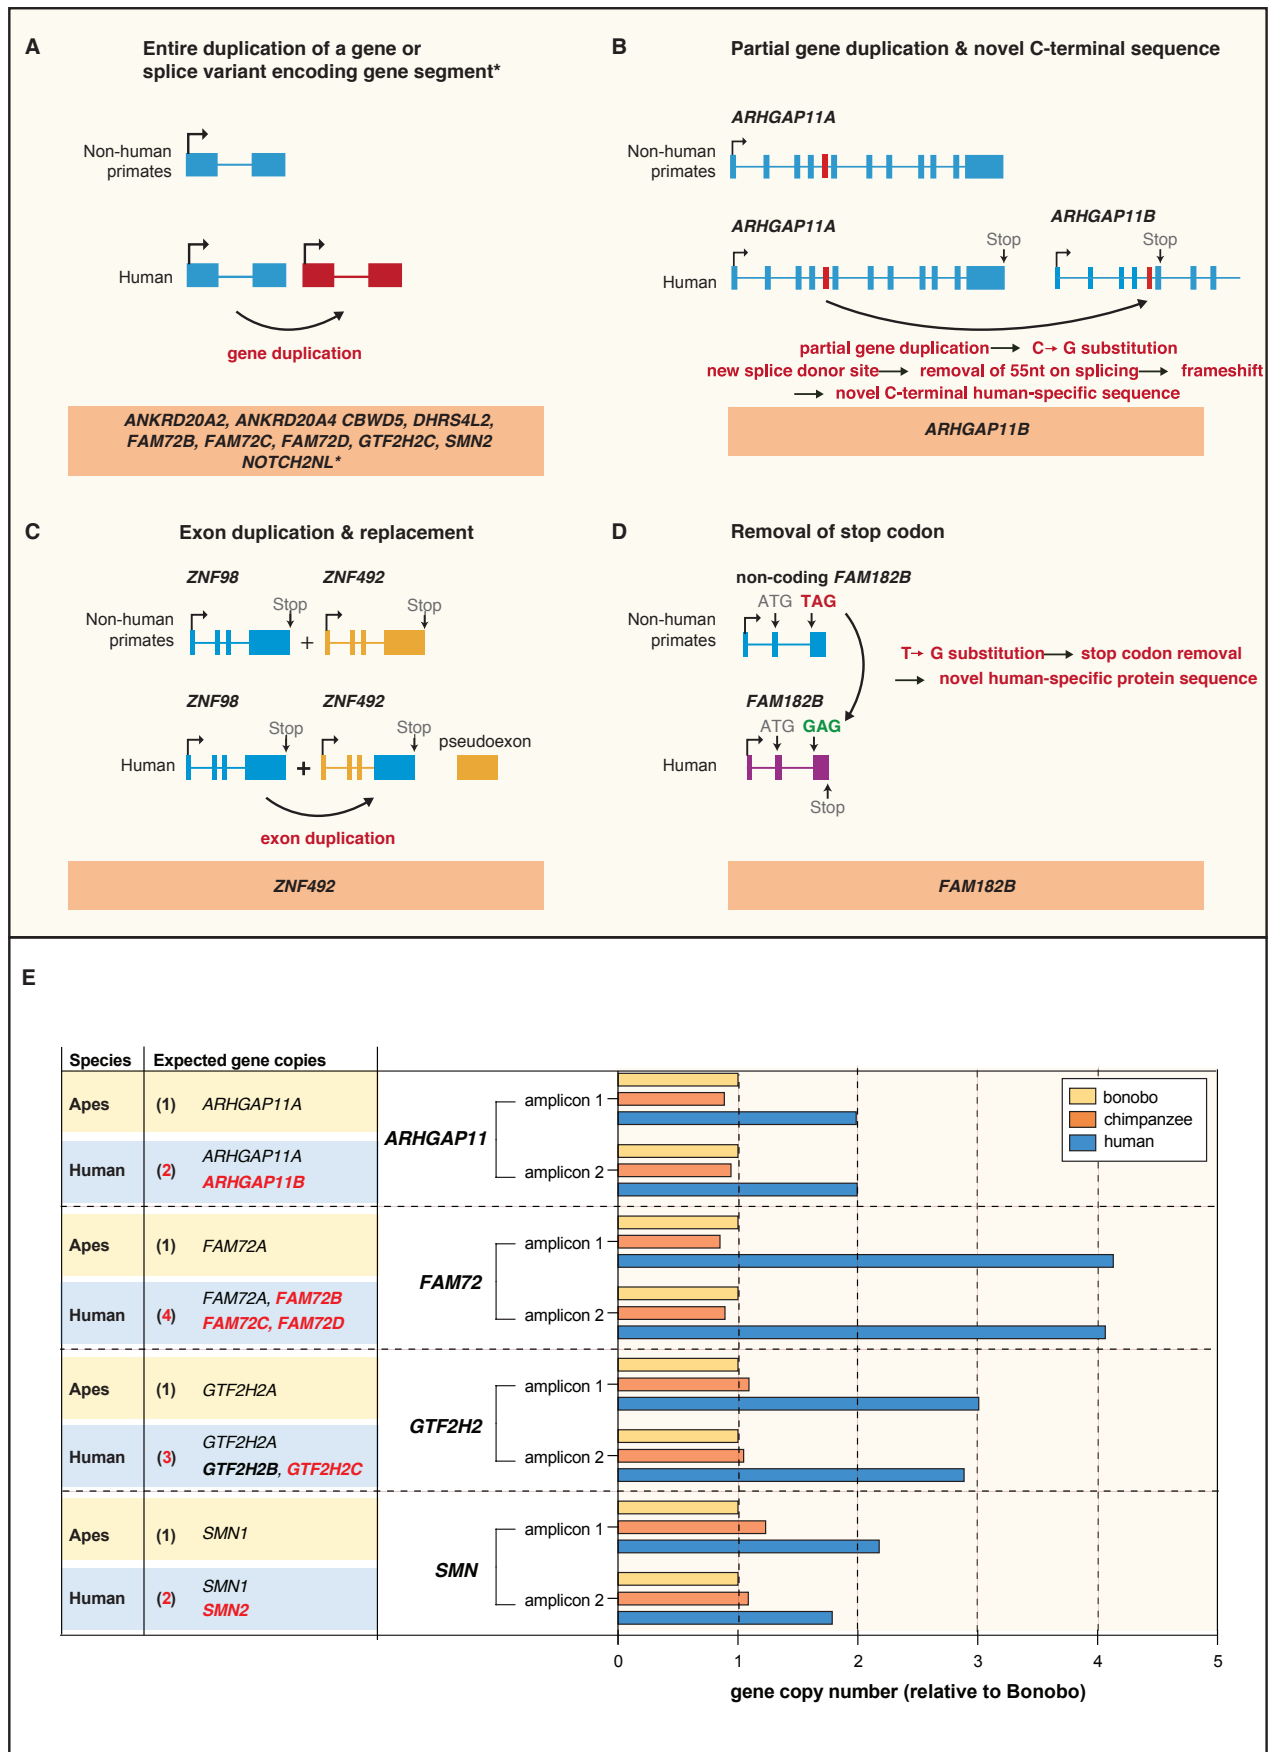 A
Entire duplication of a gene or
splice variant encoding gene segment*
Non-human
primates
Human
gene duplication
ANKRD20A2, ANKRD20A4 CBWD5, DHRS4L2,
FAM72B, FAM72C, FAM72D, GTF2H2C, SMN2
NOTCH2NL*
B
Partial gene duplication & novel C-terminal sequence
ARHGAP11A
Non-human
primates
ARHGAP11A
ARHGAP11B
Stop
Stop
Human
partial gene duplication → C→ G substitution
new splice donor site → removal of 55nt on splicing → frameshift
→ novel C-terminal human-specific sequence
ARHGAP11B
C
Exon duplication & replacement
ZNF98
ZNF492
Stop
Stop
Non-human
primates
+
ZNF98
ZNF492
Stop
Stop
pseudoexon
Human
+
exon duplication
ZNF492
D
Removal of stop codon
non-coding FAM182B
ATG TAG
Non-human
primates
T→ G substitution → stop codon removal
→ novel human-specific protein sequence
FAM182B
ATG GAG
Human
Stop
FAM182B
E
Species Expected gene copies
Apes (1) ARHGAP11A
Human (2) ARHGAP11A
ARHGAP11B
ARHGAP11
amplicon 1
amplicon 2
Apes (1) FAM72A
Human (4) FAM72A, FAM72B
FAM72C, FAM72D
FAM72
amplicon 1
amplicon 2
Apes (1) GTF2H2A
Human (3) GTF2H2A
GTF2H2B, GTF2H2C
GTF2H2
amplicon 1
amplicon 2
Apes (1) SMN1
Human (2) SMN1
SMN2
SMN
amplicon 1
amplicon 2
bonobo
chimpanzee
human
0 1 2 3 4 5
gene copy number (relative to Bonobo)